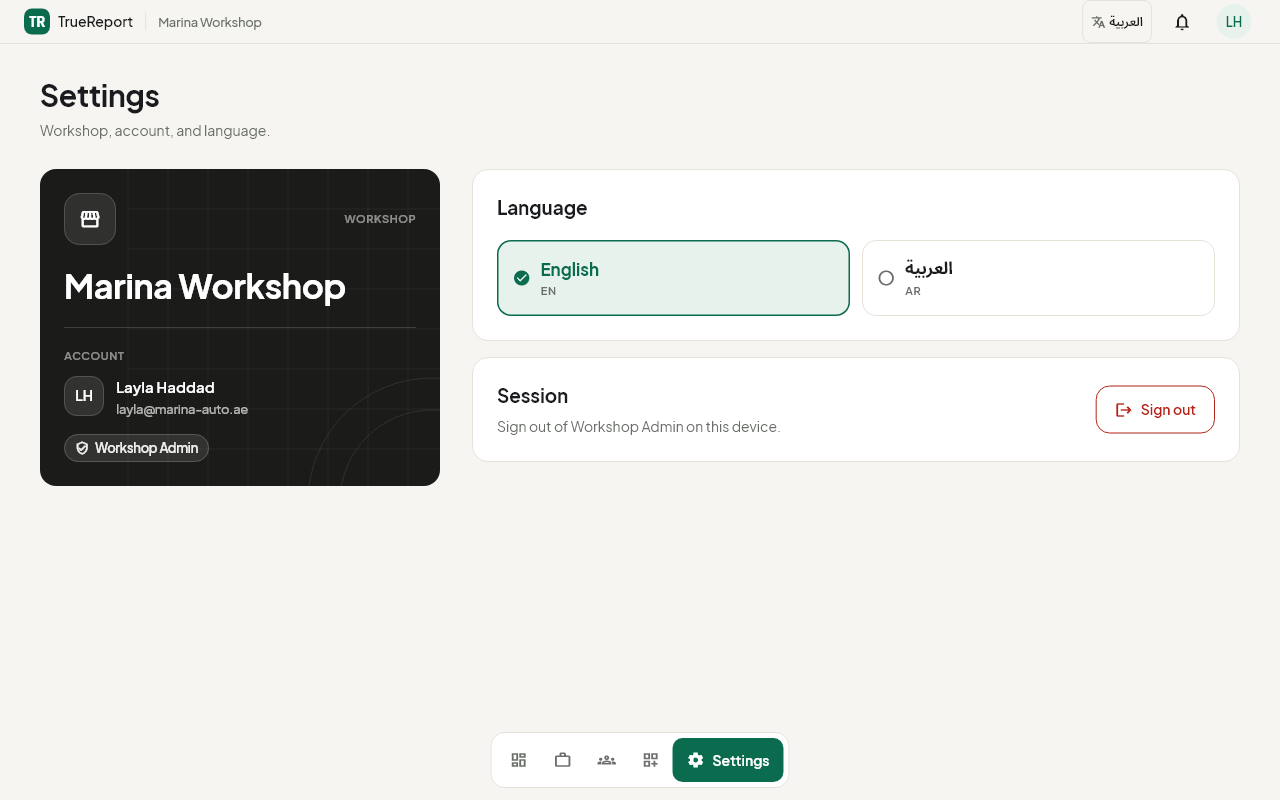 TR TrueReport Marina Workshop العربية LH
Settings
Workshop, account, and language.
WORKSHOP
Marina Workshop
ACCOUNT
LH
Layla Haddad
layla@marina-auto.ae
Workshop Admin
Language
English
EN
العربية
AR
Session
Sign out of Workshop Admin on this device.
Sign out
Settings